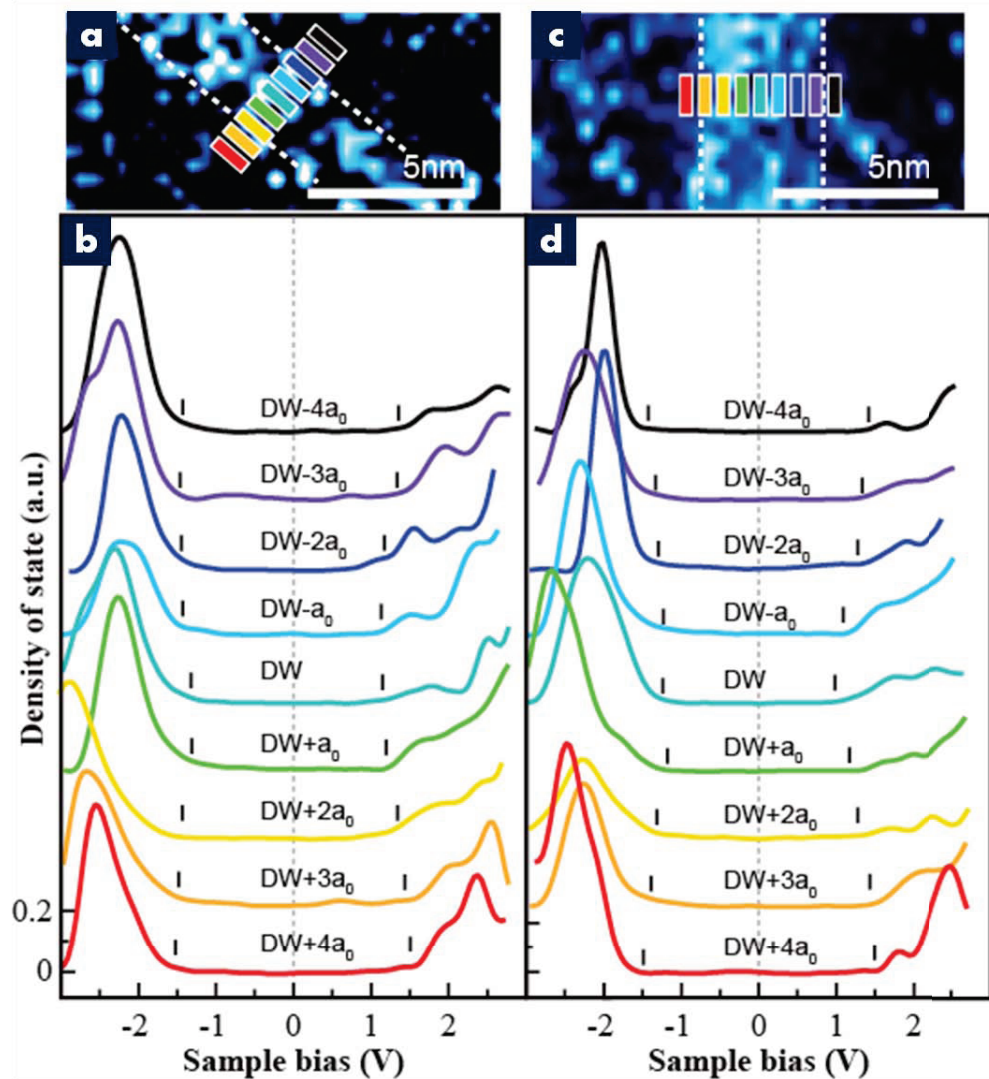 a
5nm
c
5nm
b
DW-4a0
DW-3a0
DW-2a0
DW-a0
DW
DW+a0
DW+2a0
DW+3a0
DW+4a0
d
DW-4a0
DW-3a0
DW-2a0
DW-a0
DW
DW+a0
DW+2a0
DW+3a0
DW+4a0
Density of state (a.u.)
0.2
0
-2 -1 0 1 2
-2 -1 0 1 2
Sample bias (V)
Sample bias (V)